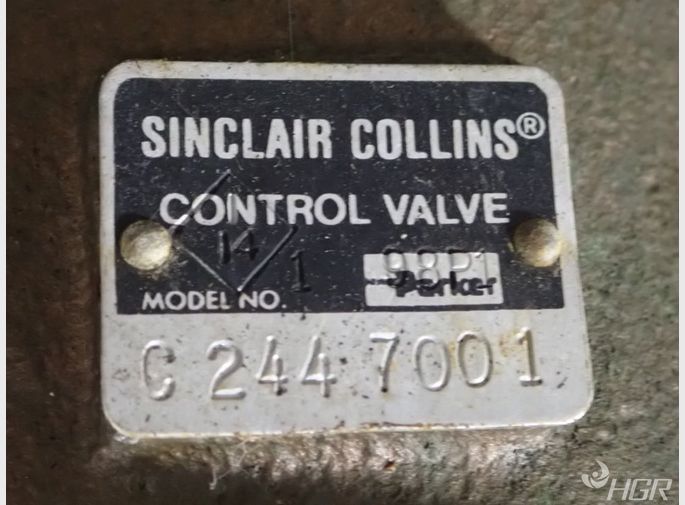 SINCLAIR COLLINS®
CONTROL VALVE
14
1
98P1
Parker
MODEL NO.
C 244 7001
HGR